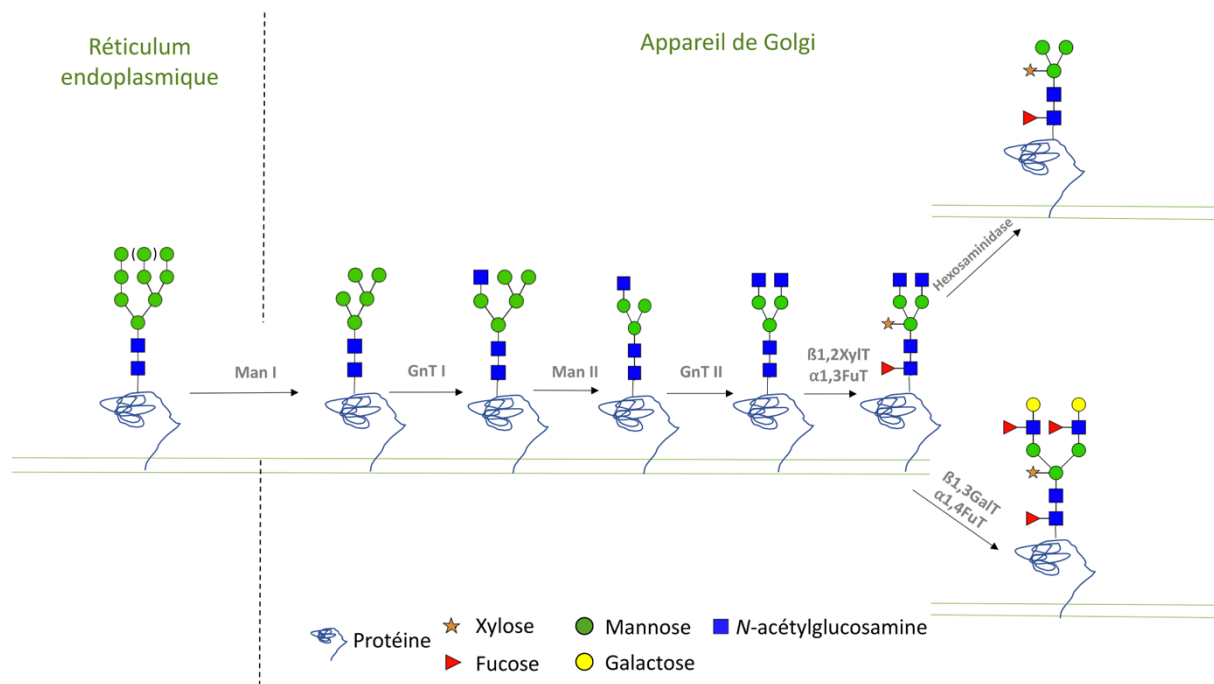 Réticulum
endoplasmique
Appareil de Golgi
( )
Man I
GnT I
Man II
GnT II
ß1,2XylT
α1,3FuT
Hexosaminidase
ß1,3GalT
α1,4FuT
Protéine
Xylose
Mannose
N-acétylglucosamine
Fucose
Galactose